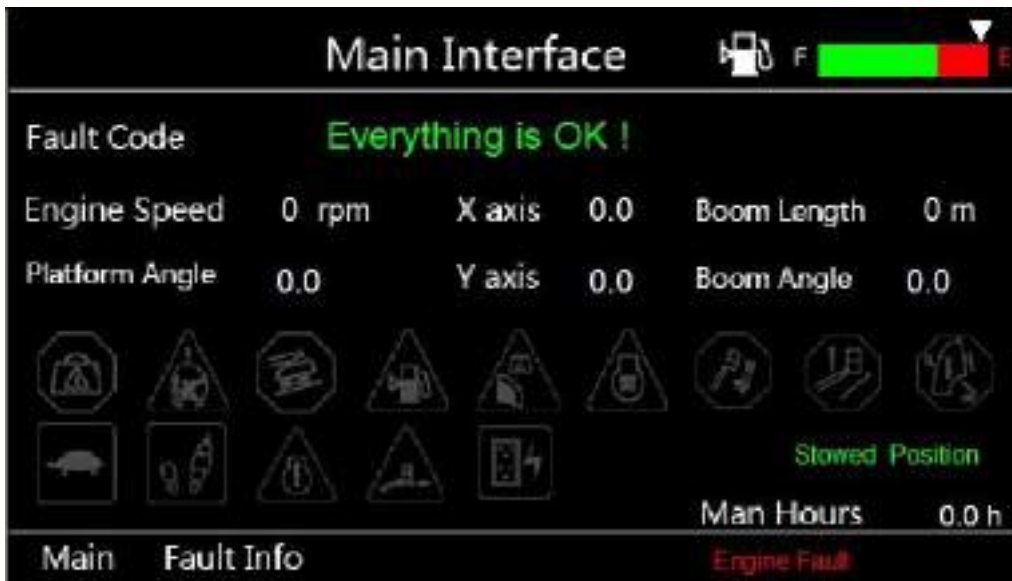 Main Interface F E
Fault Code Everything is OK !
Engine Speed 0 rpm X axis 0.0 Boom Length 0 m
Platform Angle 0.0 Y axis 0.0 Boom Angle 0.0
Stowed Position
Man Hours 0.0 h
Main Fault Info Engine Fault